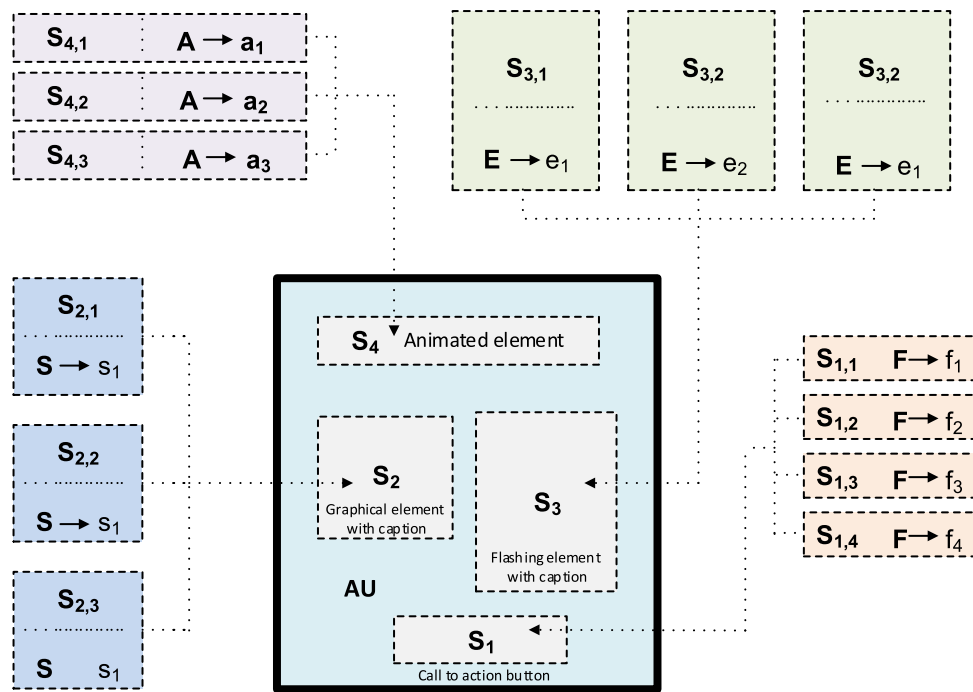 S4,1 A → a1
S4,2 A → a2
S4,3 A → a3
S3,1
E → e1
S3,2
E → e2
S3,2
E → e1
S2,1
S → s1
S2,2
S → s1
S2,3
S s1
S4 Animated element
S2
Graphical element
with caption
S3
Flashing element
with caption
AU
S1
Call to action button
S1,1 F → f1
S1,2 F → f2
S1,3 F → f3
S1,4 F → f4